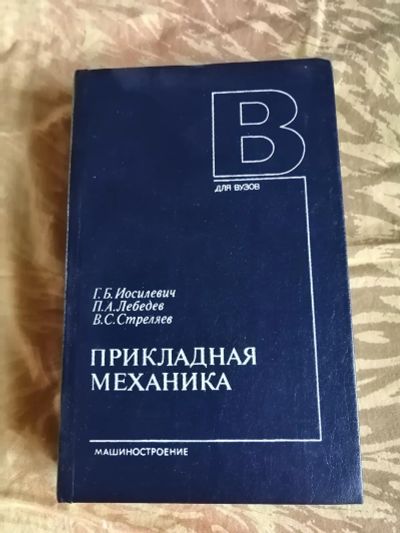 В
ДЛЯ ВУЗОВ
Г.Б.Иосилевич
П.А.Лебедев
В.С.Стреляев
ПРИКЛАДНАЯ
МЕХАНИКА
МАШИНОСТРОЕНИЕ